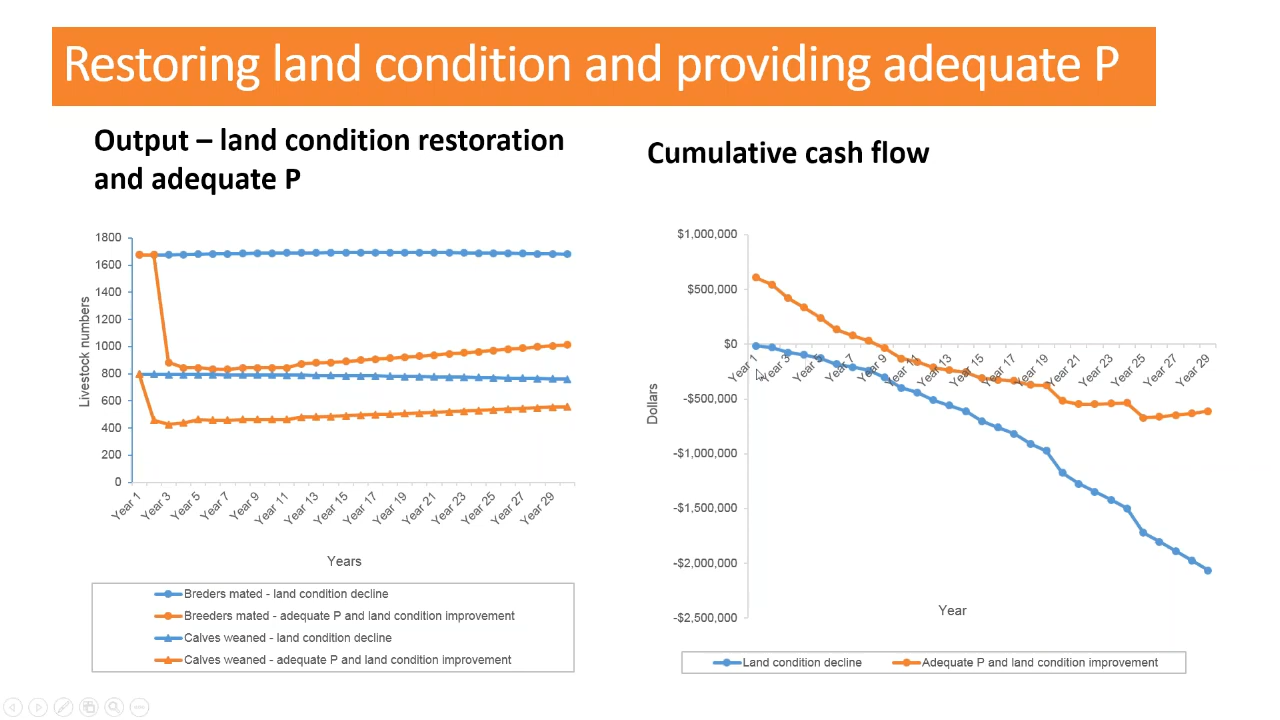 Restoring land condition and providing adequate P
Output – land condition restoration
and adequate P
1800
1600
1400
1200
1000
800
600
400
200
0
Livestock numbers
Year 1
Year 3
Year 5
Year 7
Year 9
Year 11
Year 13
Year 15
Year 17
Year 19
Year 21
Year 23
Year 25
Year 27
Year 29
Years
Breders mated - land condition decline
Breeders mated - adequate P and land condition improvement
Calves weaned - land condition decline
Calves weaned - adequate P and land condition improvement
Cumulative cash flow
$1,000,000
$500,000
$0
-$500,000
-$1,000,000
-$1,500,000
-$2,000,000
-$2,500,000
Dollars
Year 1
Year 3
Year 5
Year 7
Year 9
Year 11
Year 13
Year 15
Year 17
Year 19
Year 21
Year 23
Year 25
Year 27
Year 29
Year
Land condition decline
Adequate P and land condition improvement